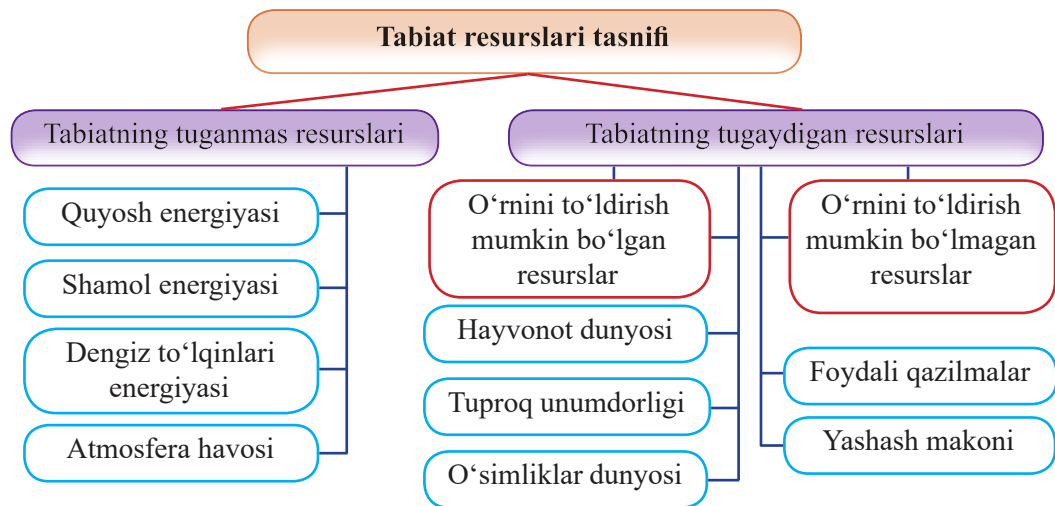 Tabiat resurslari tasnifi
Tabiatning tuganmas resurslari
Quyosh energiyasi
Shamol energiyasi
Dengiz to‘lqinlari
energiyasi
Atmosfera havosi
Tabiatning tugaydigan resurslari
O‘rnini to‘ldirish
mumkin bo‘lgan
resurslar
Hayvonot dunyosi
Tuproq unumdorligi
O‘simliklar dunyosi
O‘rnini to‘ldirish
mumkin bo‘lmagan
resurslar
Foydali qazilmalar
Yashash makoni